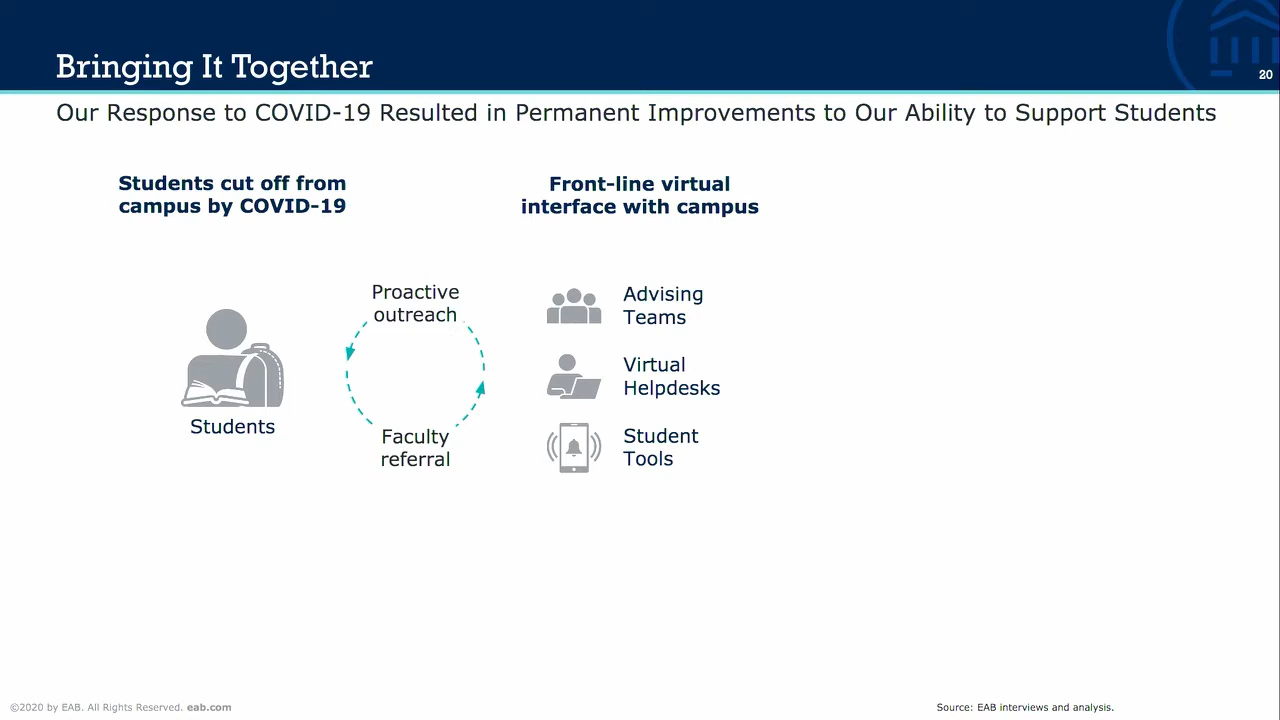 Bringing It Together
20
Our Response to COVID-19 Resulted in Permanent Improvements to Our Ability to Support Students
Students cut off from
campus by COVID-19
Front-line virtual
interface with campus
Proactive
outreach
Students
Faculty
referral
Advising
Teams
Virtual
Helpdesks
Student
Tools
©2020 by EAB. All Rights Reserved. eab.com
Source: EAB interviews and analysis.